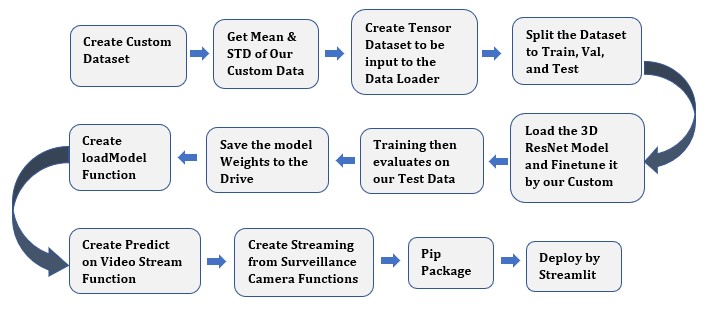 Create Custom
Dataset
Get Mean &
STD of Our
Custom Data
Create Tensor
Dataset to be
input to the
Data Loader
Split the Dataset
to Train, Val,
and Test
Load the 3D
ResNet Model
and Finetune it
by our Custom
Training then
evaluates on
our Test Data
Save the model
Weights to the
Drive
Create
loadModel
Function
Create Predict
on Video Stream
Function
Create Streaming
from Surveillance
Camera Functions
Pip
Package
Deploy by
Streamlit